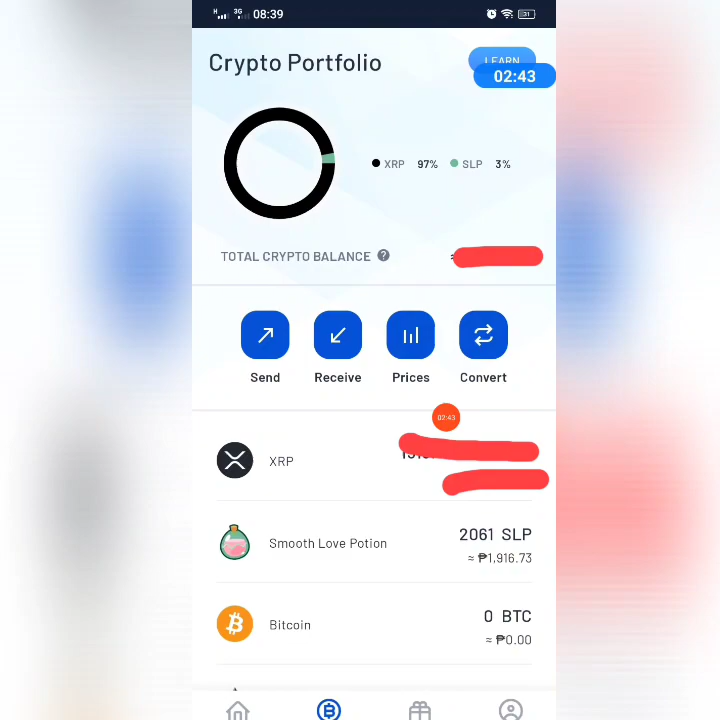 08:39
Crypto Portfolio
LEARN
02:43
XRP 97% SLP 3%
TOTAL CRYPTO BALANCE ?
Send Receive Prices Convert
02:43
XRP
Smooth Love Potion 2061 SLP
≈ ₱1,916.73
Bitcoin 0 BTC
≈ ₱0.00